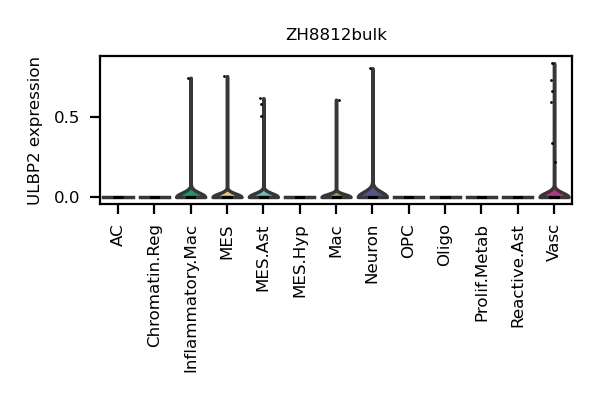 ZH8812bulk
ULBP2 expression
0.5
0.0
AC
Chromatin.Reg
Inflammatory.Mac
MES
MES.Ast
MES.Hyp
Mac
Neuron
OPC
Oligo
Prolif.Metab
Reactive.Ast
Vasc